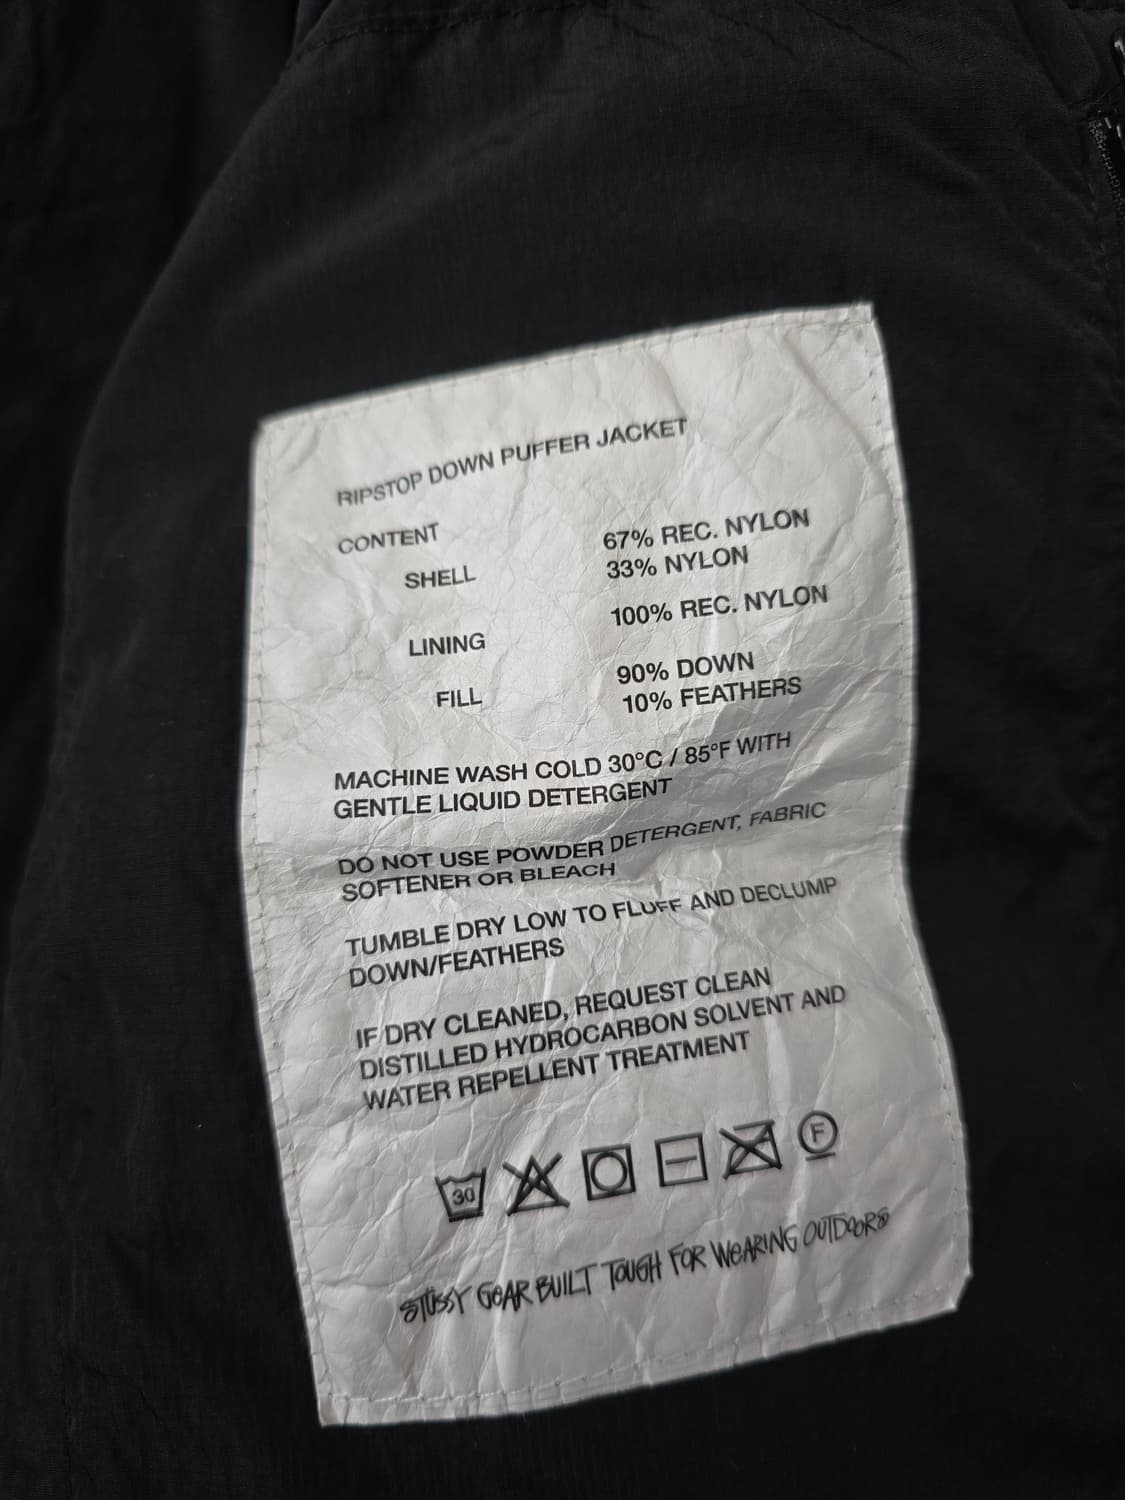 RIPSTOP DOWN PUFFER JACKET
CONTENT
SHELL 67% REC. NYLON
33% NYLON
LINING 100% REC. NYLON
FILL 90% DOWN
10% FEATHERS
MACHINE WASH COLD 30°C / 85°F WITH
GENTLE LIQUID DETERGENT
DO NOT USE POWDER DETERGENT, FABRIC
SOFTENER OR BLEACH
TUMBLE DRY LOW TO FLUFF AND DECLUMP
DOWN/FEATHERS
IF DRY CLEANED, REQUEST CLEAN
DISTILLED HYDROCARBON SOLVENT AND
WATER REPELLENT TREATMENT
30 F
STÜSSY GEAR BUILT TOUGH FOR WEARING OUTDOORS